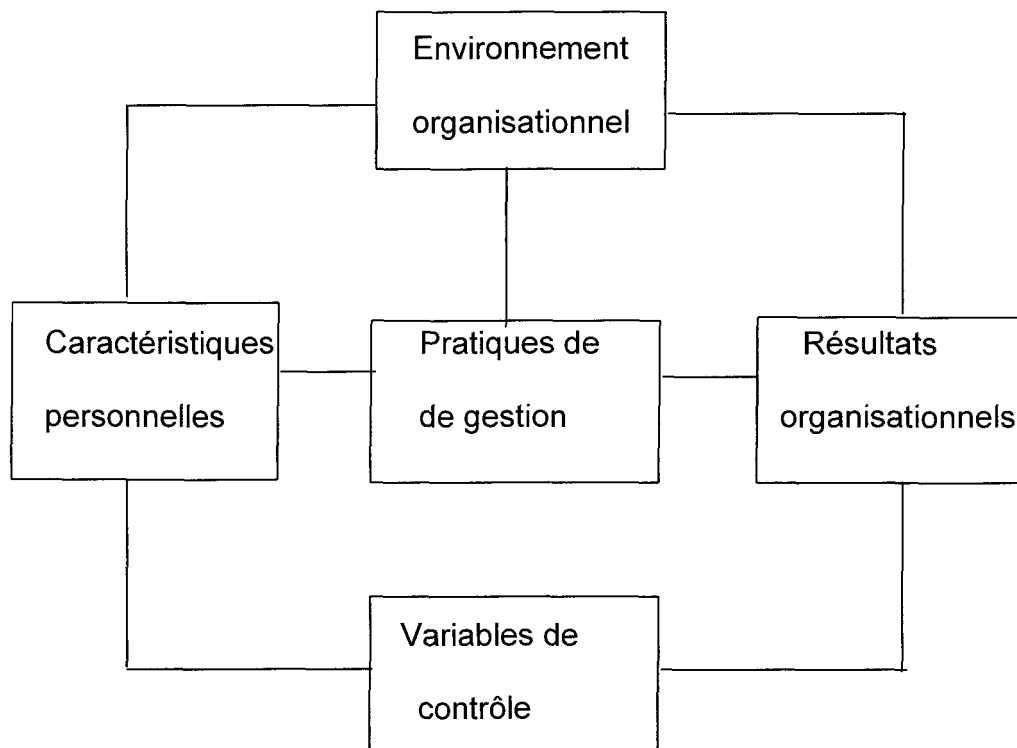 Environnement
organisationnel
Caractéristiques
personnelles
Pratiques de
de gestion
Résultats
organisationnels
Variables de
contrôle